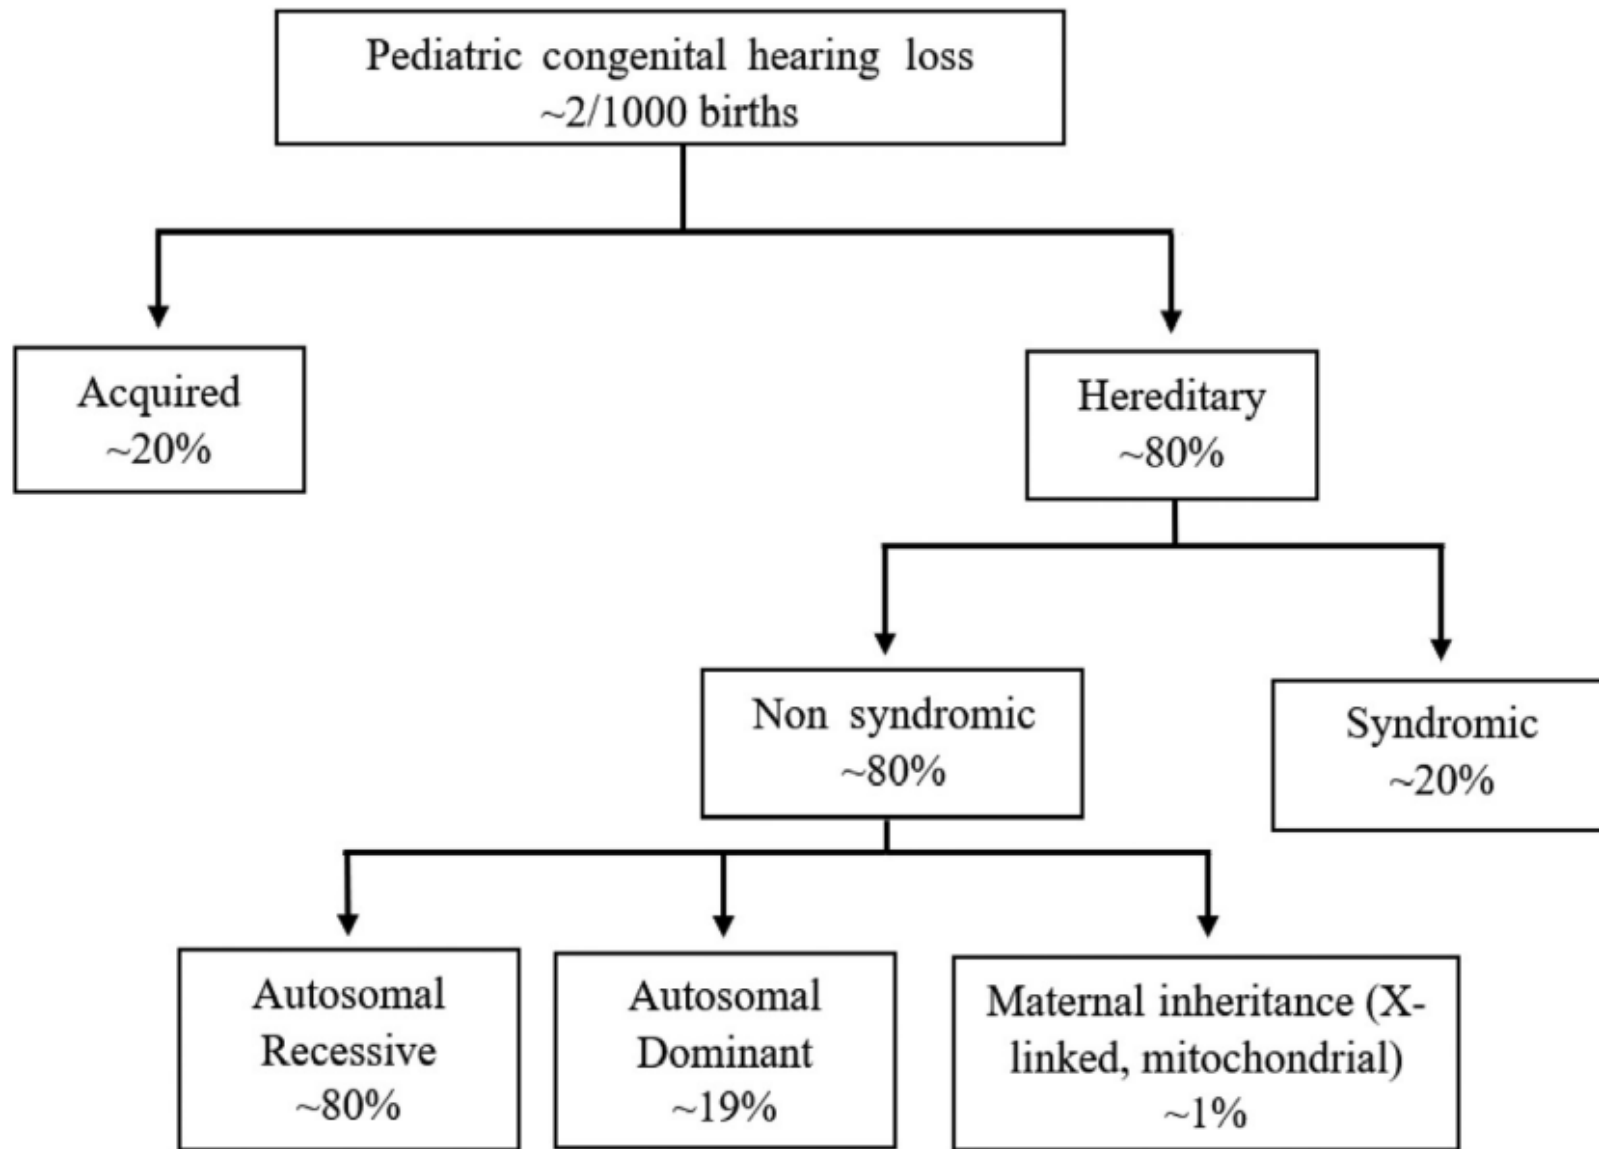 Pediatric congenital hearing loss
~2/1000 births
Acquired
~20%
Hereditary
~80%
Non syndromic
~80%
Syndromic
~20%
Autosomal
Recessive
~80%
Autosomal
Dominant
~19%
Maternal inheritance (X-
linked, mitochondrial)
~1%